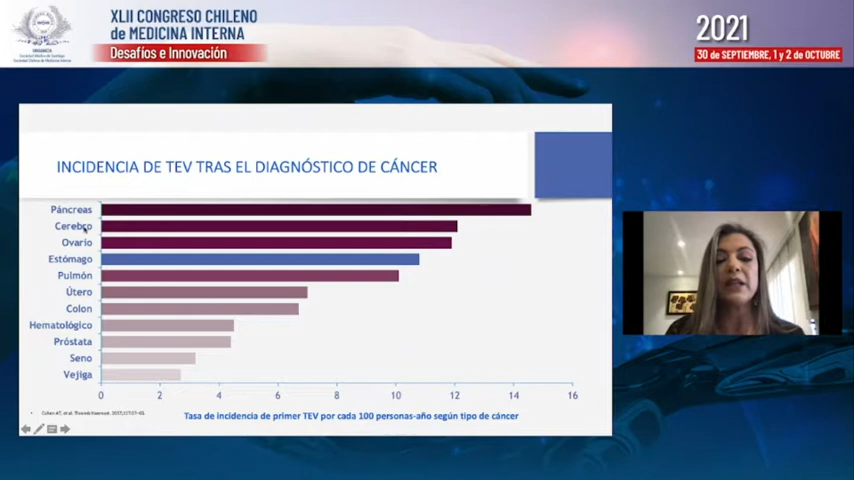 XLII CONGRESO CHILENO
de MEDICINA INTERNA
Desafíos e Innovación
2021
30 de SEPTIEMBRE, 1 y 2 de OCTUBRE
INCIDENCIA DE TEV TRAS EL DIAGNÓSTICO DE CÁNCER
Páncreas
Cerebro
Ovario
Estómago
Pulmón
Útero
Colon
Hematológico
Próstata
Seno
Vejiga
0 2 4 6 8 10 12 14 16
Tasa de incidencia de primer TEV por cada 100 personas-año según tipo de cáncer